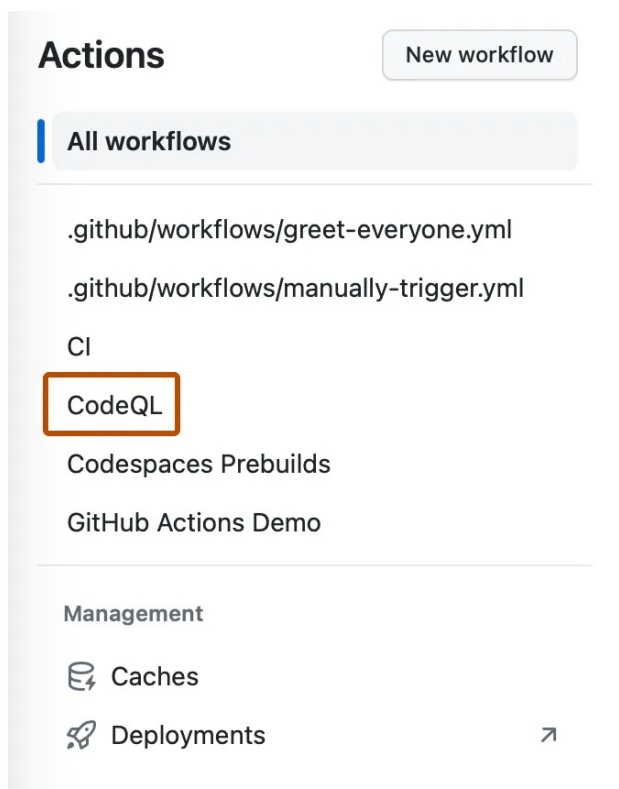 Actions
New workflow
All workflows
.github/workflows/greet-everyone.yml
.github/workflows/manually-trigger.yml
CI
CodeQL
Codespaces Prebuilds
GitHub Actions Demo
Management
Caches
Deployments